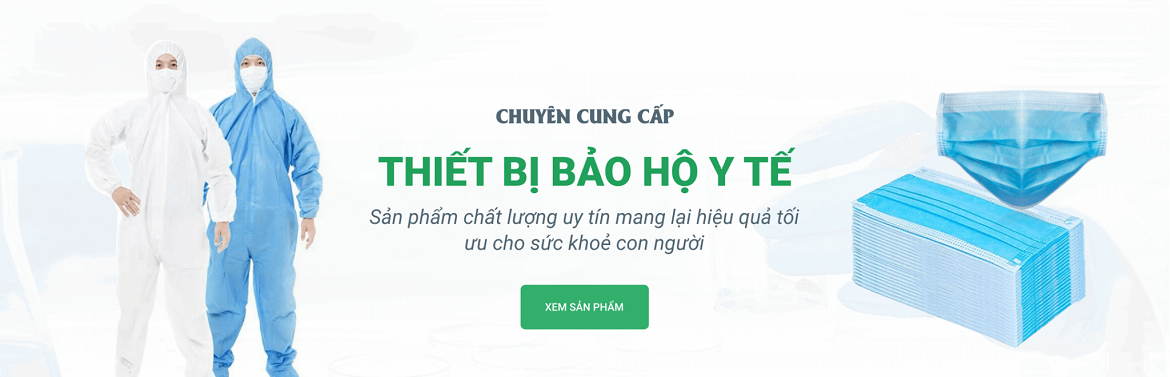 CHUYÊN CUNG CẤP
THIẾT BỊ BẢO HỘ Y TẾ
Sản phẩm chất lượng uy tín mang lại hiệu quả tối
ưu cho sức khoẻ con người
XEM SẢN PHẨM